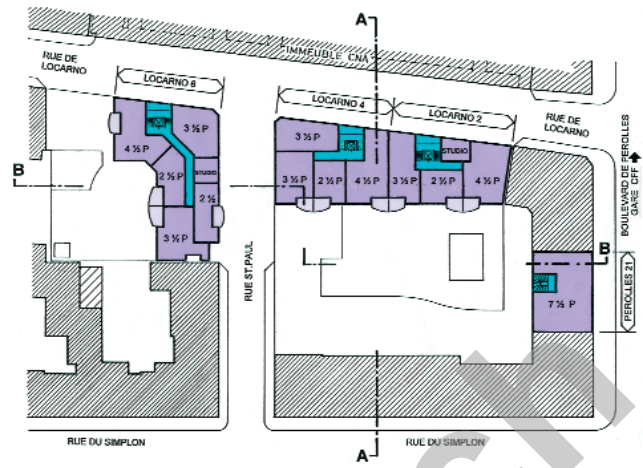 A
IMMEUBLE CNA
RUE DE
LOCARNO
LOCARNO 6
LOCARNO 4
LOCARNO 2
RUE DE
LOCARNO
3 ½ P
4 ½ P
2 ½ P
STUDIO
2 ½
3 ½ P
3 ½ P
3 ½ P
2 ½ P
4 ½ P
3 ½ P
STUDIO
2 ½ P
4 ½ P
B
B
BOULEVARD DE PEROLLES
GARE CFF
PEROLLES 21
7 ½ P
RUE ST.PAUL
RUE DU SIMPLON
RUE DU SIMPLON
A
ch